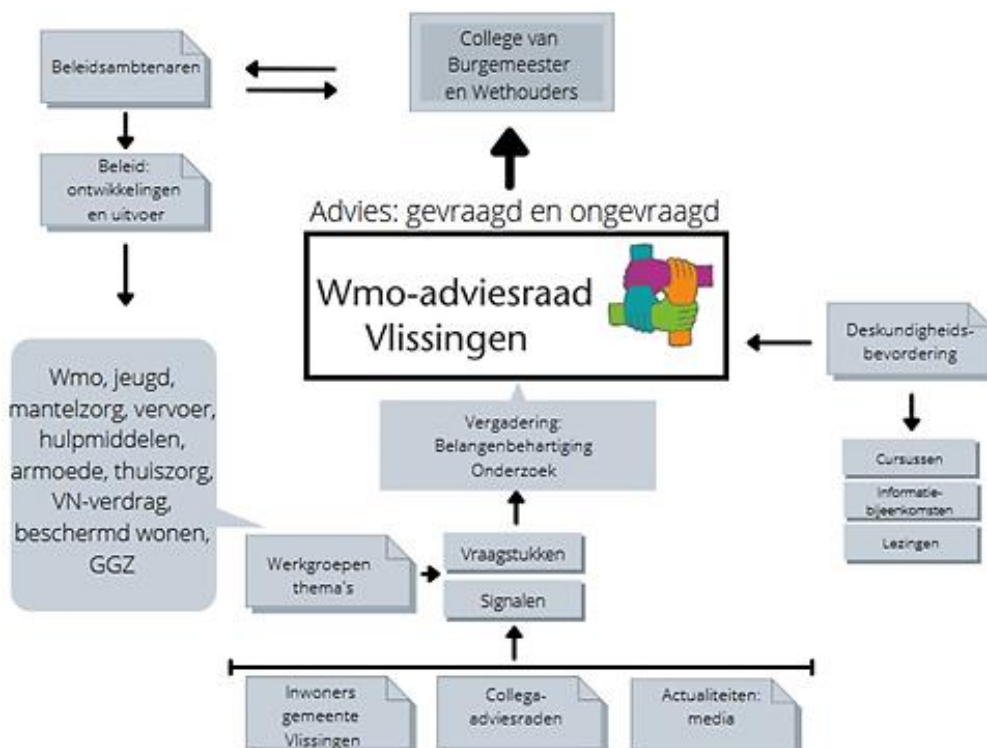 College van
Burgemeester
en Wethouders
Beleidsambtenaren
Beleid:
ontwikkelingen
en uitvoer
Advies: gevraagd en ongevraagd
Wmo-adviesraad
Vlissingen
Deskundigheids-
bevordering
Cursussen
Informatie-
bijeenkomsten
Lezingen
Wmo, jeugd,
mantelzorg, vervoer,
hulpmiddelen,
armoede, thuiszorg,
VN-verdrag,
beschermd wonen,
GGZ
Vergadering:
Belangenbehartiging
Onderzoek
Werkgroepen
thema's
Vraagstukken
Signalen
Inwoners
gemeente
Vlissingen
Collega-
adviesraden
Actualiteiten:
media